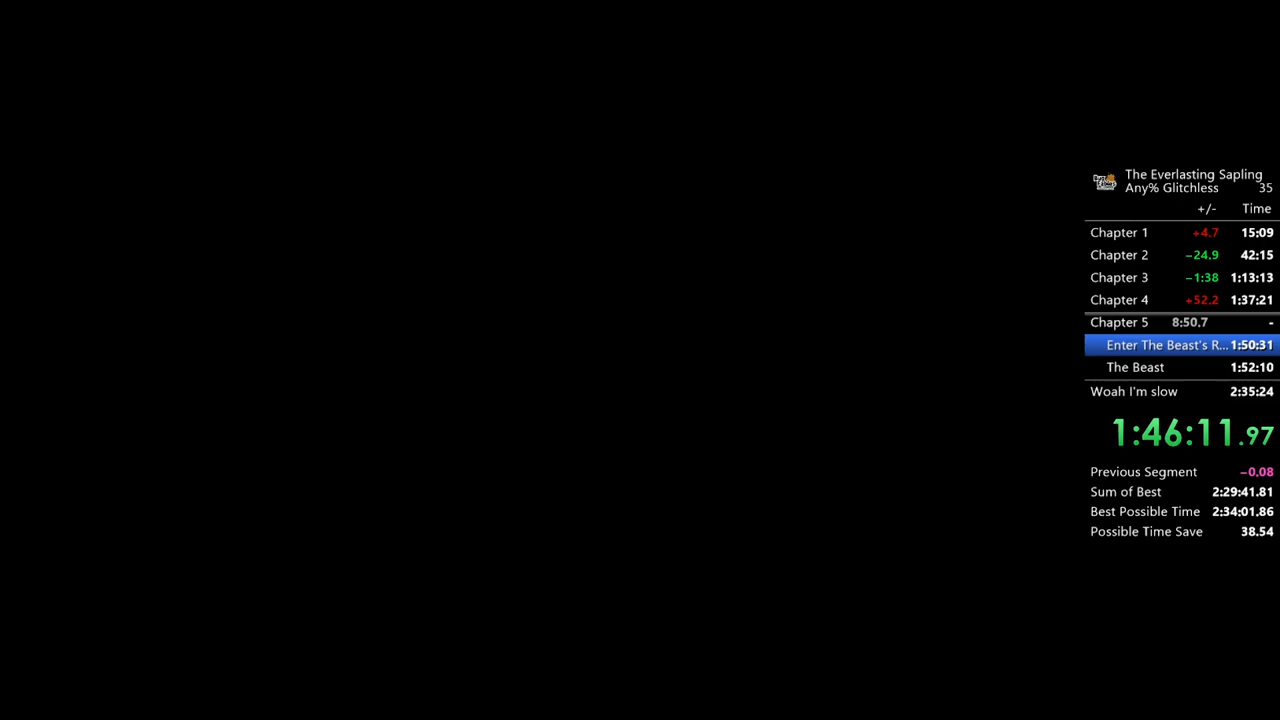 The Everlasting Sapling
Any% Glitchless 35
+/- Time
Chapter 1 +4.7 15:09
Chapter 2 −24.9 42:15
Chapter 3 −1:38 1:13:13
Chapter 4 +52.2 1:37:21
Chapter 5 8:50.7 -
Enter The Beast's R... 1:50:31
The Beast 1:52:10
Woah I'm slow 2:35:24
1:46:11.97
Previous Segment −0.08
Sum of Best 2:29:41.81
Best Possible Time 2:34:01.86
Possible Time Save 38.54